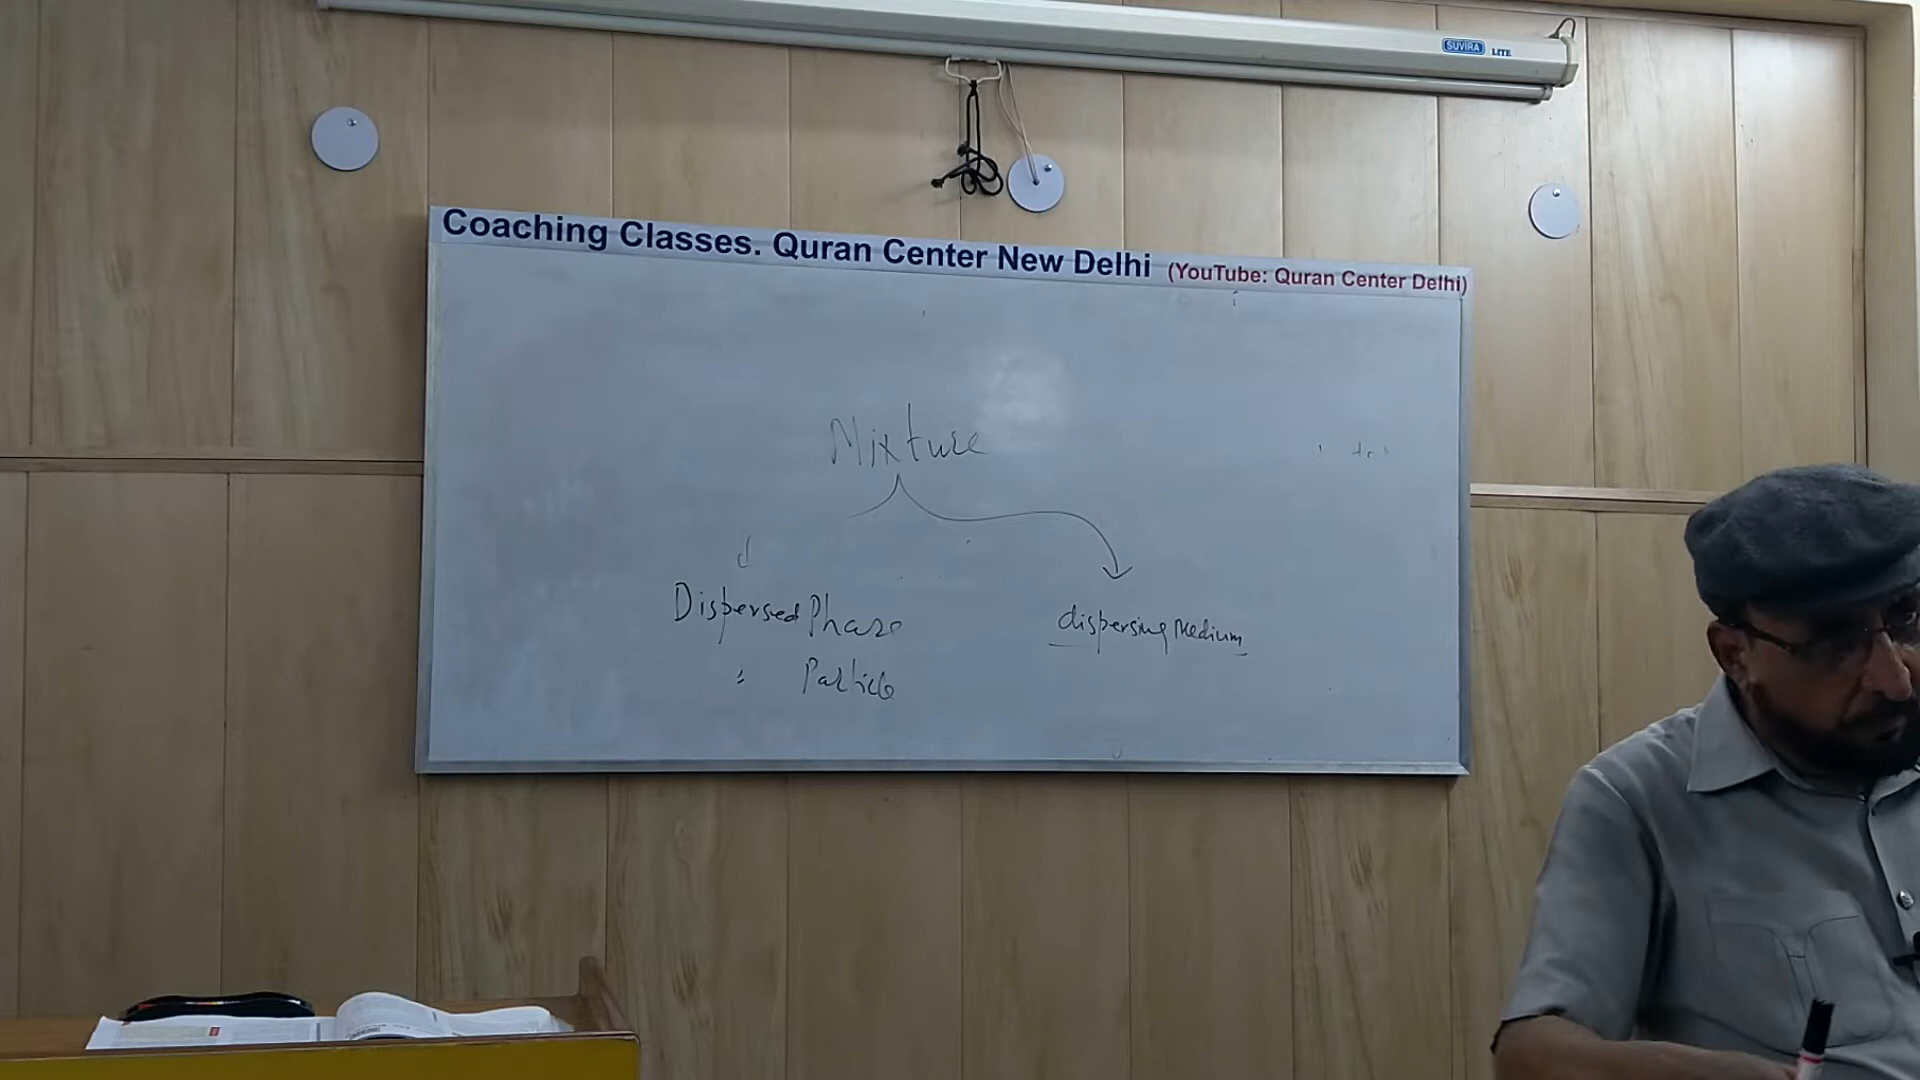 SUVIRA LITE
Coaching Classes. Quran Center New Delhi (YouTube: Quran Center Delhi)
Mixture
Dispersed Phase
dispersing Medium
Particle